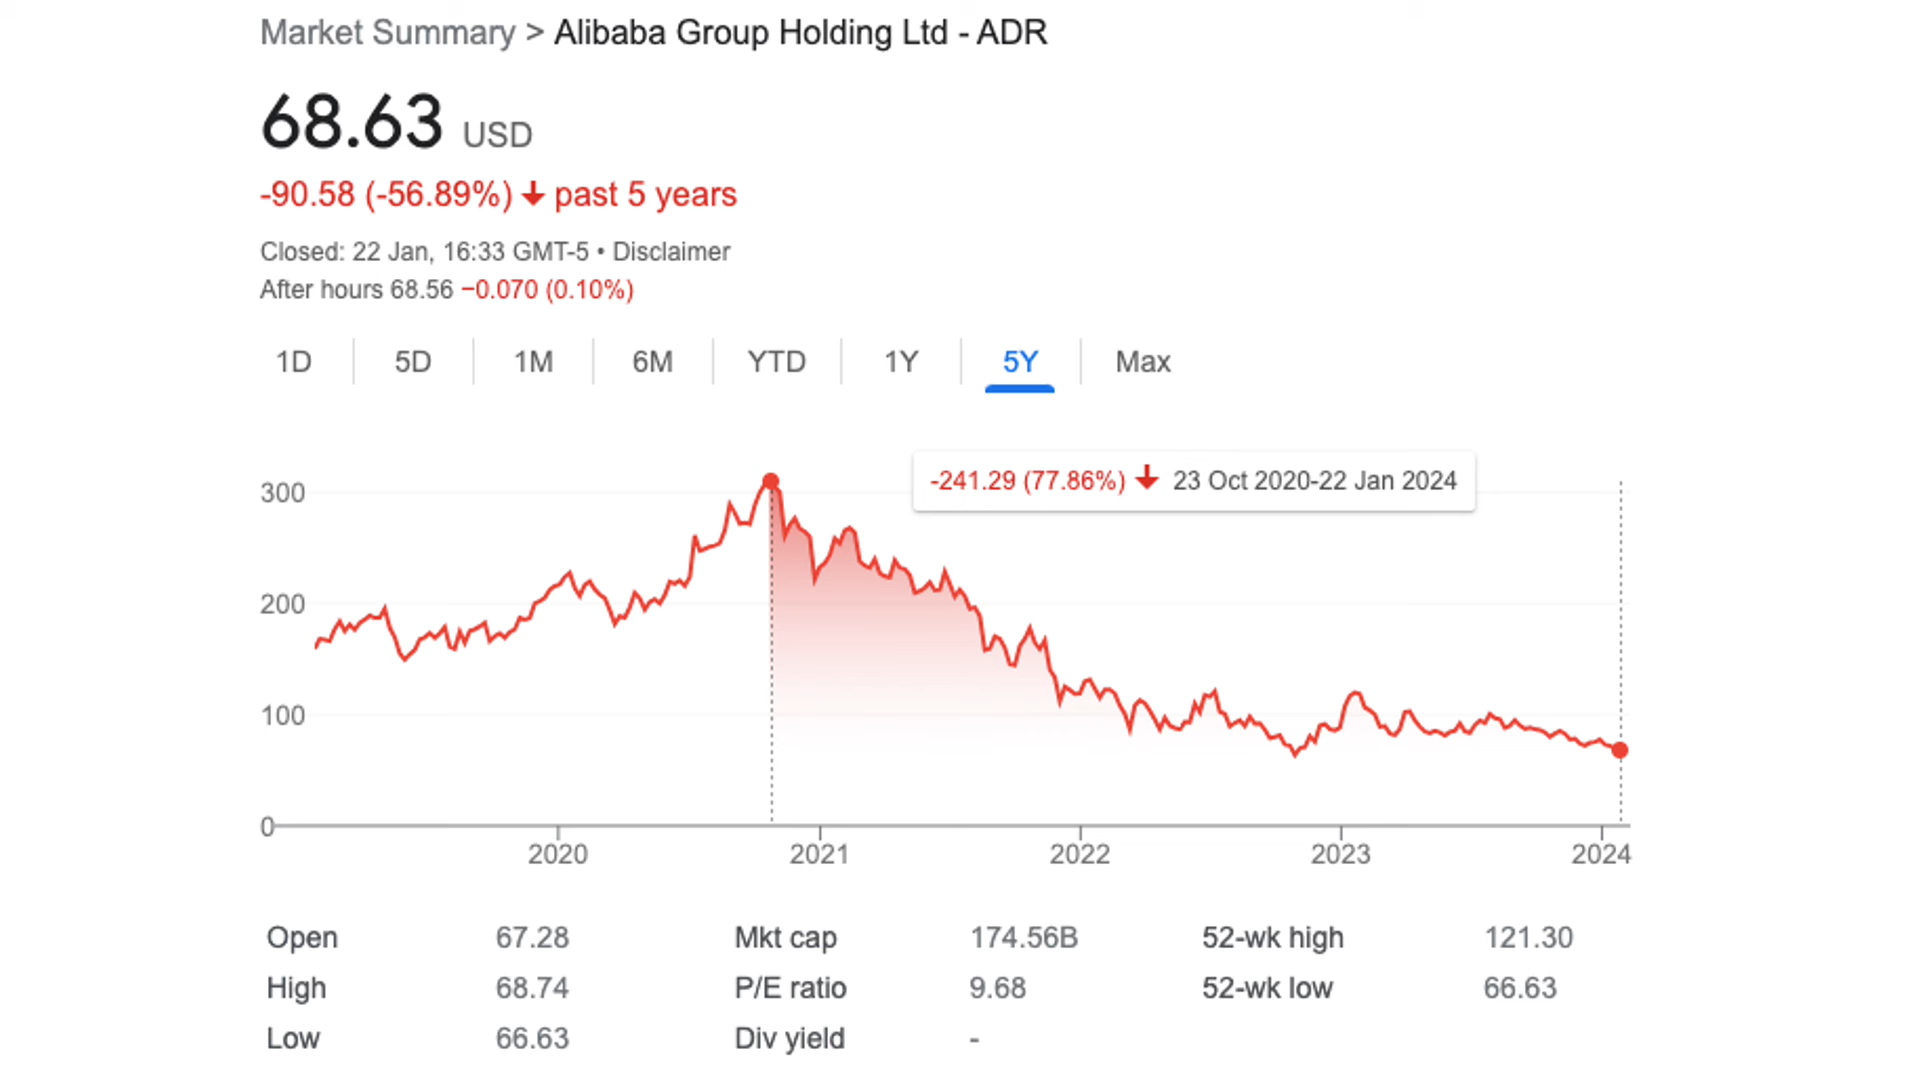 Market Summary > Alibaba Group Holding Ltd - ADR
68.63 USD
-90.58 (-56.89%) ↓ past 5 years
Closed: 22 Jan, 16:33 GMT-5 • Disclaimer
After hours 68.56 −0.070 (0.10%)
1D 5D 1M 6M YTD 1Y 5Y Max
-241.29 (77.86%) ↓ 23 Oct 2020-22 Jan 2024
300
200
100
0
2020 2021 2022 2023 2024
Open 67.28 Mkt cap 174.56B 52-wk high 121.30
High 68.74 P/E ratio 9.68 52-wk low 66.63
Low 66.63 Div yield -